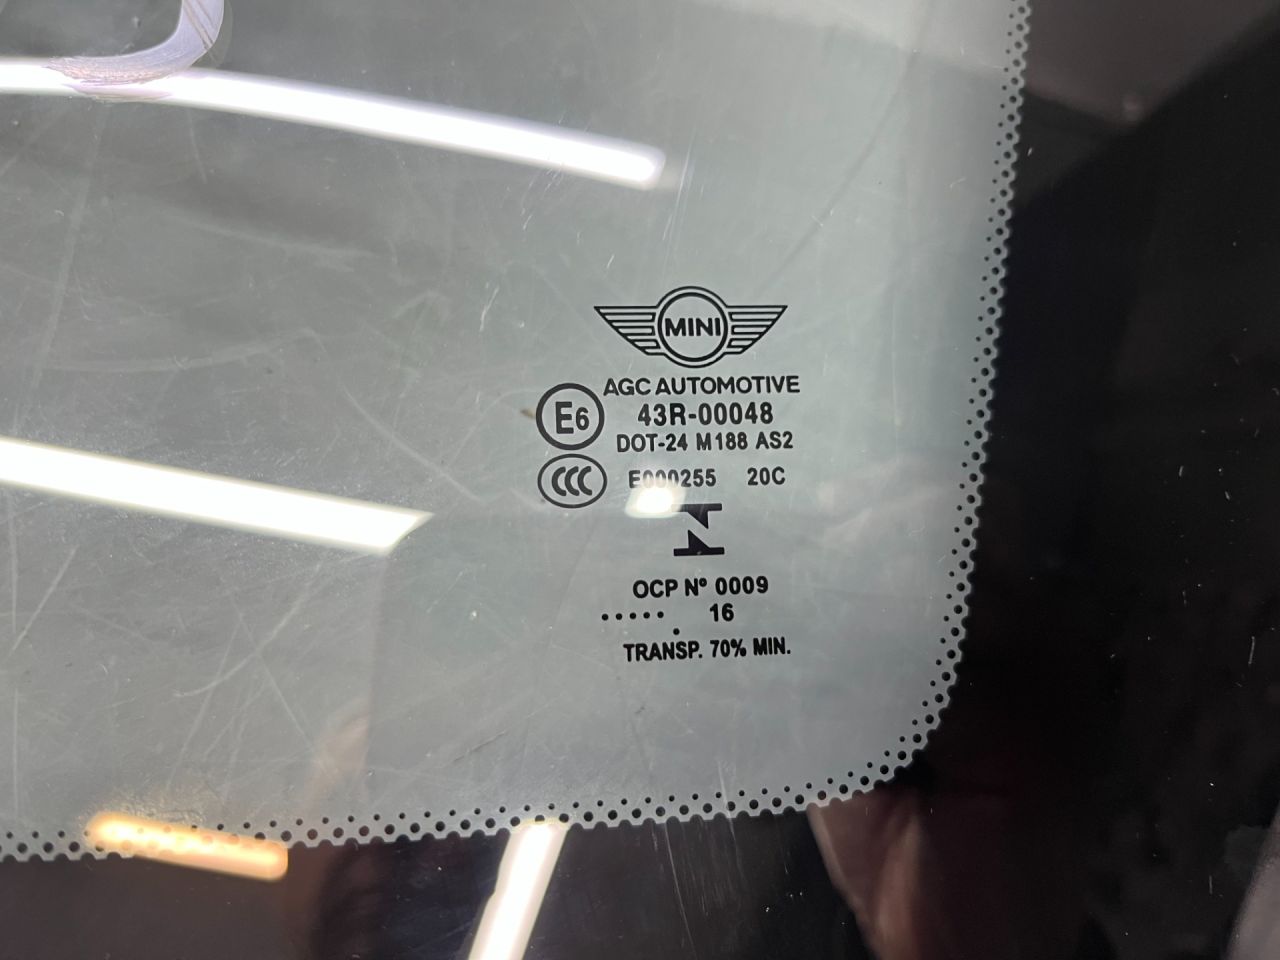 MINI
AGC AUTOMOTIVE
E6 43R-00048
DOT-24 M188 AS2
CCC E000255 20C
OCP Nº 0009
..... 16
.
TRANSP. 70% MIN.